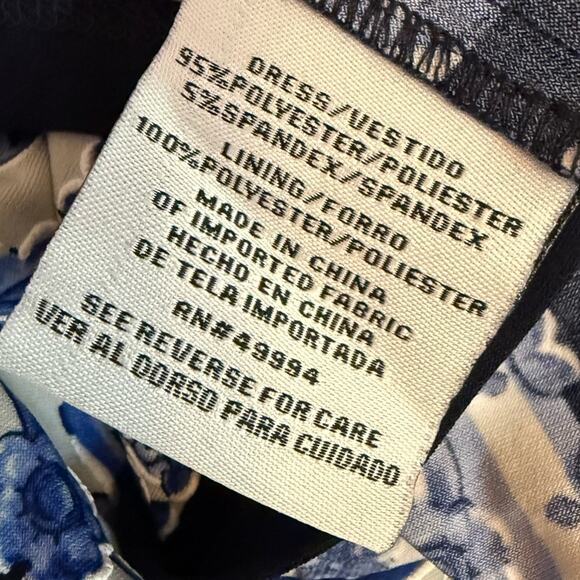 DRESS/VESTIDO
95%POLYESTER/POLIESTER
5%SPANDEX/SPANDEX
LINING/FORRO
100%POLYESTER/POLIESTER
MADE IN CHINA
OF IMPORTED FABRIC
HECHO EN CHINA
DE TELA IMPORTADA
RN#49994
SEE REVERSE FOR CARE
VER AL DORSO PARA CUIDADO